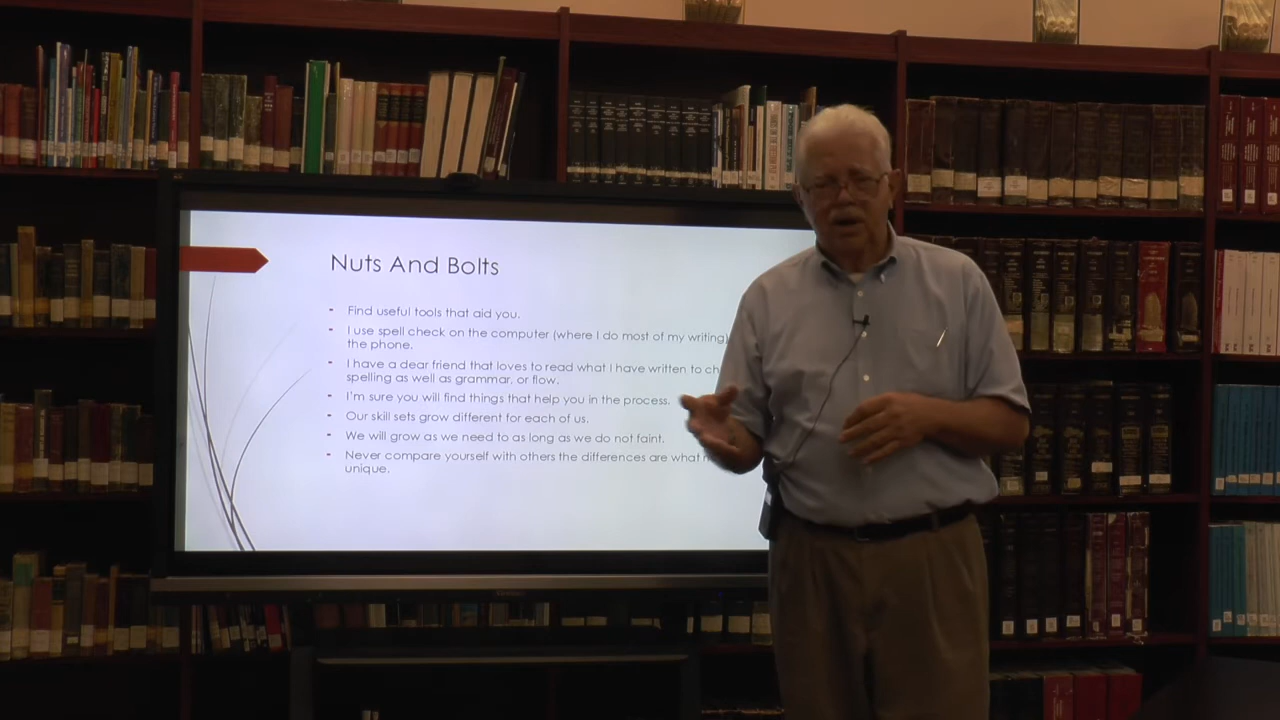 Nuts And Bolts
- Find useful tools that aid you.
- I use spell check on the computer (where I do most of my writing)
the phone.
- I have a dear friend that loves to read what I have written to
spelling as well as grammar, or flow.
- I'm sure you will find things that help you in the process.
- Our skill sets grow different for each of us.
- We will grow as we need to as long as we do not faint.
- Never compare yourself with others the differences are what
unique.